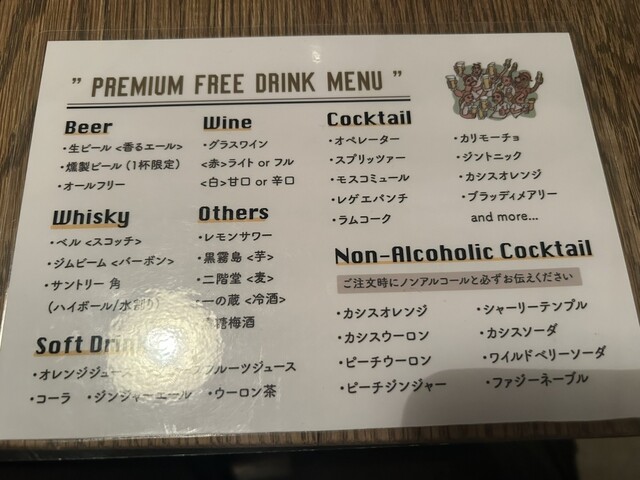 " PREMIUM FREE DRINK MENU "
Beer
・生ビール <香るエール>
・燻製ビール (1杯限定)
・オールフリー
Wine
・グラスワイン
<赤>ライト or フル
<白>甘口 or 辛口
Cocktail
・オペレーター
・スプリッツァー
・モスコミュール
・レゲエパンチ
・ラムコーク
・カリモーチョ
・ジントニック
・カシスオレンジ
・ブラッディメアリー
and more...
Whisky
・ベル <スコッチ>
・ジムビーム <バーボン>
・サントリー 角
(ハイボール/水割り)
Others
・レモンサワー
・黒霧島 <芋>
・二階堂 <麦>
一の蔵 <冷酒>
梅酒
Non-Alcoholic Cocktail
ご注文時にノンアルコールと必ずお伝えください
・カシスオレンジ
・カシスウーロン
・ピーチウーロン
・ピーチジンジャー
・シャーリーテンプル
・カシスソーダ
・ワイルドベリーソーダ
・ファジーネーブル
Soft Drin
・オレンジジュース
フルーツジュース
・コーラ ・ジンジャーエール ・ウーロン茶